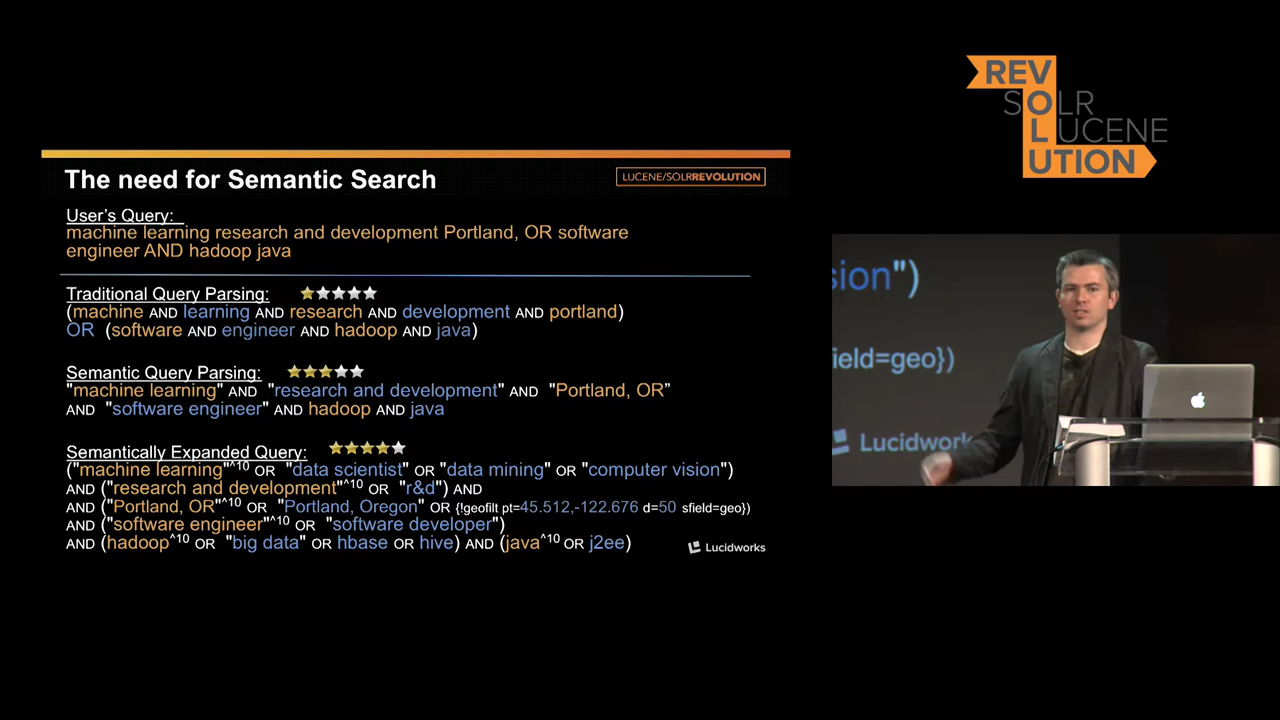 The need for Semantic Search
LUCENE/SOLRREVOLUTION
User's Query:
machine learning research and development Portland, OR software
engineer AND hadoop java
Traditional Query Parsing:
(machine AND learning AND research AND development AND portland)
OR (software AND engineer AND hadoop AND java)
Semantic Query Parsing:
"machine learning" AND "research and development" AND "Portland, OR”
AND "software engineer" AND hadoop AND java
Semantically Expanded Query:
("machine learning"^10 OR "data scientist" OR "data mining" OR "computer vision")
AND ("research and development"^10 OR "r&d") AND
AND ("Portland, OR"^10 OR "Portland, Oregon" OR {!geofilt pt=45.512,-122.676 d=50 sfield=geo})
AND ("software engineer"^10 OR "software developer")
AND (hadoop^10 OR "big data" OR hbase OR hive) AND (java^10 OR j2ee)
Lucidworks
REV
SOLR
LUCENE
UTION
sion")
field=geo})
Lucidwork